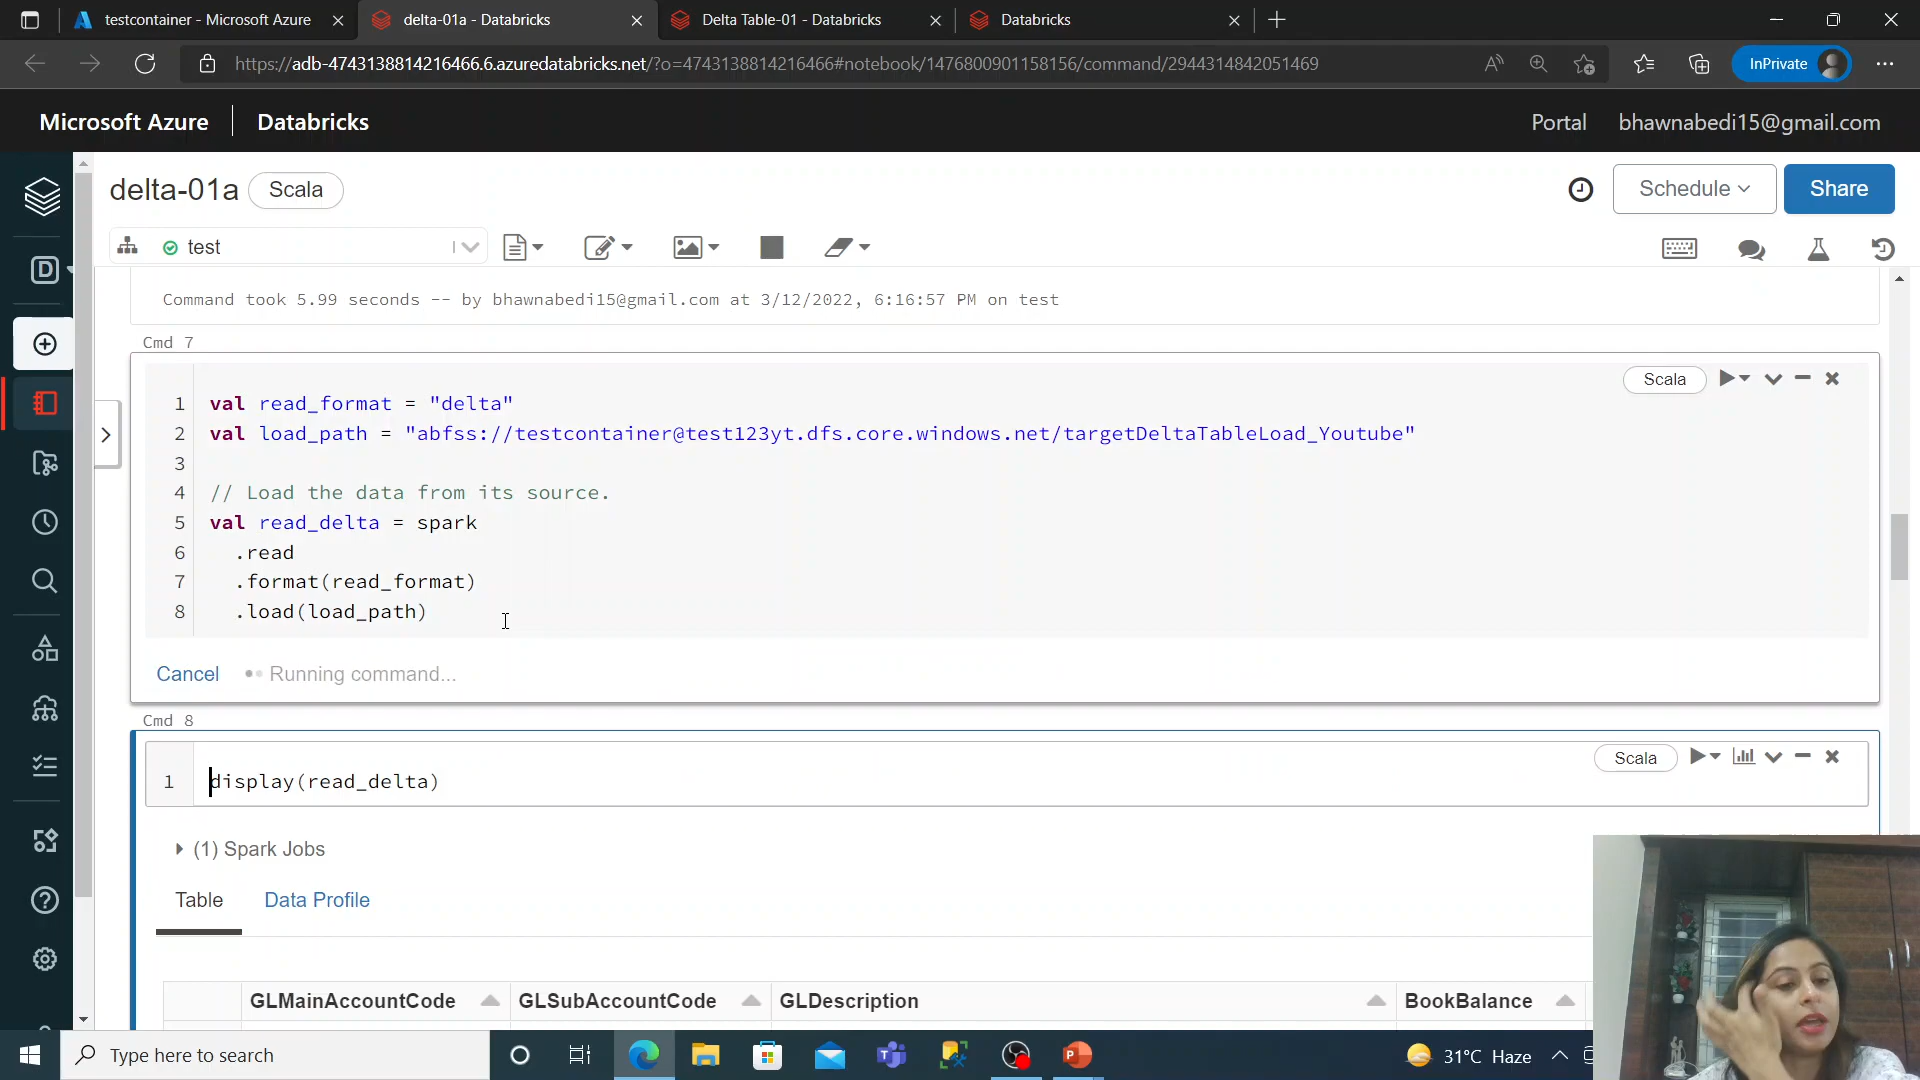 testcontainer - Microsoft Azure
delta-01a - Databricks
Delta Table-01 - Databricks
Databricks
https://adb-4743138814216466.6.azuredatabricks.net/?o=4743138814216466#notebook/1476800901158156/command/2944314842051469
InPrivate
Microsoft Azure
Databricks
Portal
bhawnabedi15@gmail.com
delta-01a
Scala
Schedule
Share
D
test
Command took 5.99 seconds -- by bhawnabedi15@gmail.com at 3/12/2022, 6:16:57 PM on test
Cmd 7
Scala
1 val read_format = "delta"
2 val load_path = "abfss://testcontainer@test123yt.dfs.core.windows.net/targetDeltaTableLoad_Youtube"
3
4 // Load the data from its source.
5 val read_delta = spark
6 .read
7 .format(read_format)
8 .load(load_path)
Cancel Running command...
Cmd 8
Scala
1 display(read_delta)
(1) Spark Jobs
Table Data Profile
GLMainAccountCode GLSubAccountCode GLDescription BookBalance
Type here to search
31°C Haze